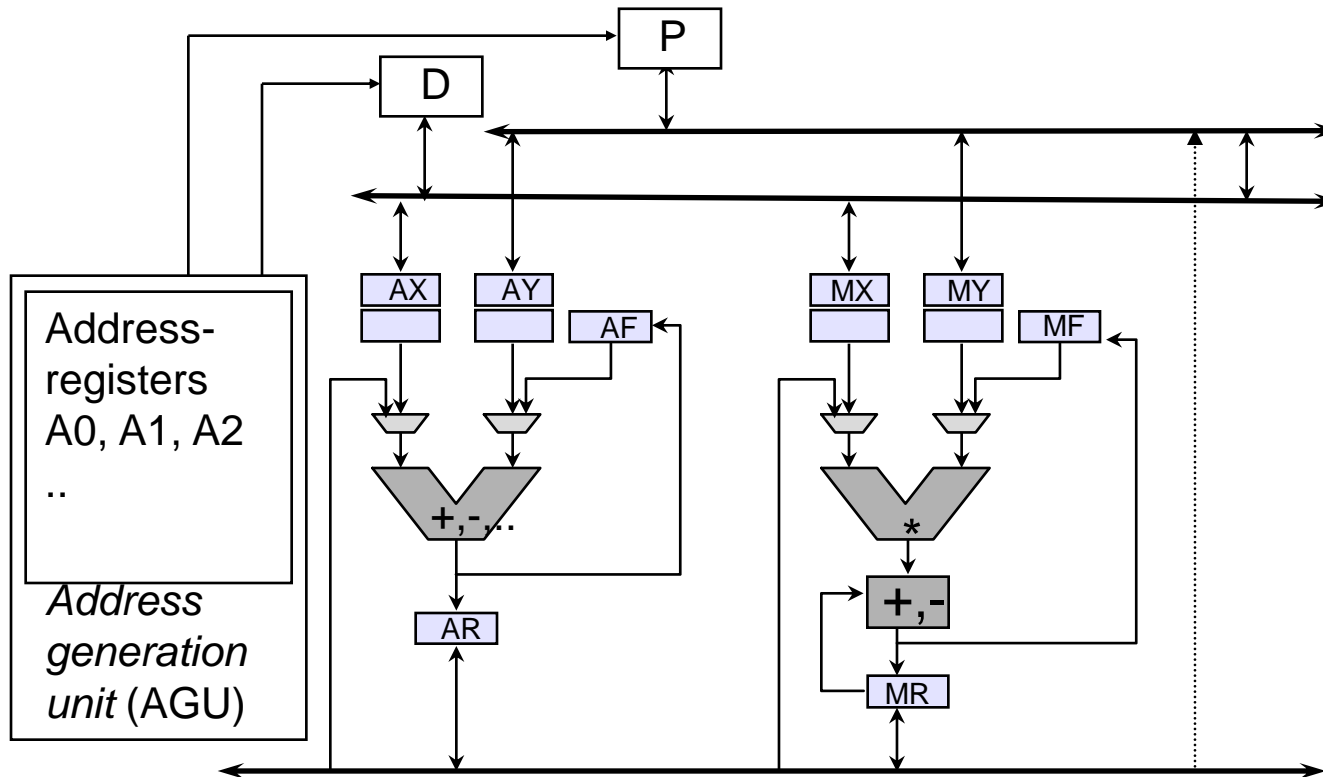 P
D
AX
AY
AF
MX
MY
MF
Address-
registers
A0, A1, A2
..
Address
generation
unit (AGU)
+,-,..
*
+,-
AR
MR